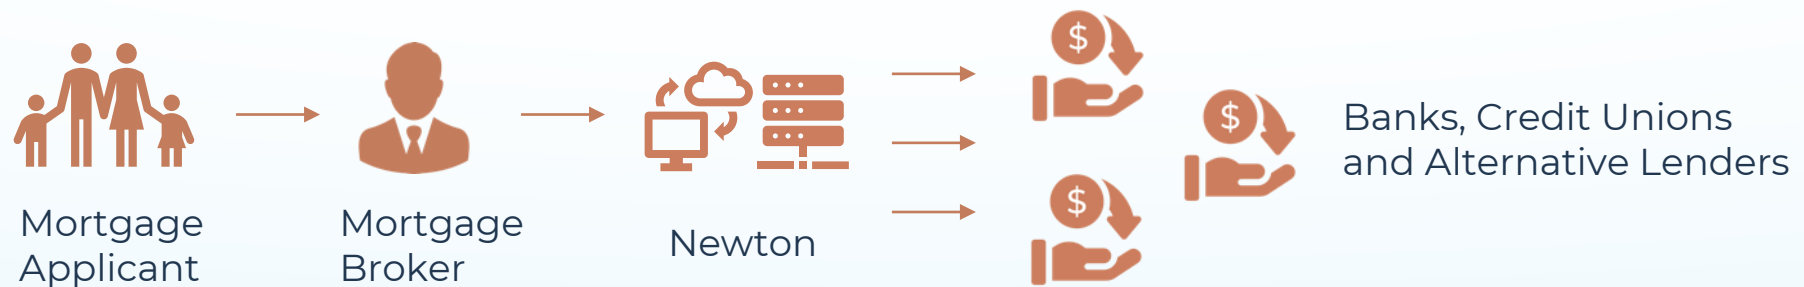 Mortgage
Applicant
Mortgage
Broker
Newton
$
$
$
Banks, Credit Unions
and Alternative Lenders